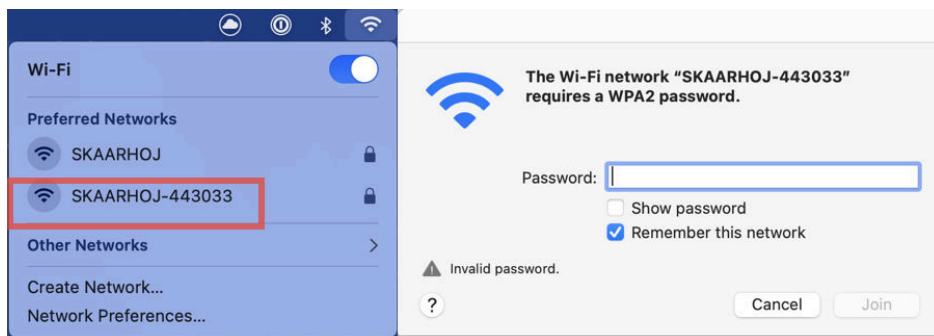 Wi-Fi
Preferred Networks
SKAARHOJ
SKAARHOJ-443033
Other Networks
Create Network...
Network Preferences...
The Wi-Fi network “SKAARHOJ-443033”
requires a WPA2 password.
Password:
Show password
Remember this network
Invalid password.
?
Cancel
Join